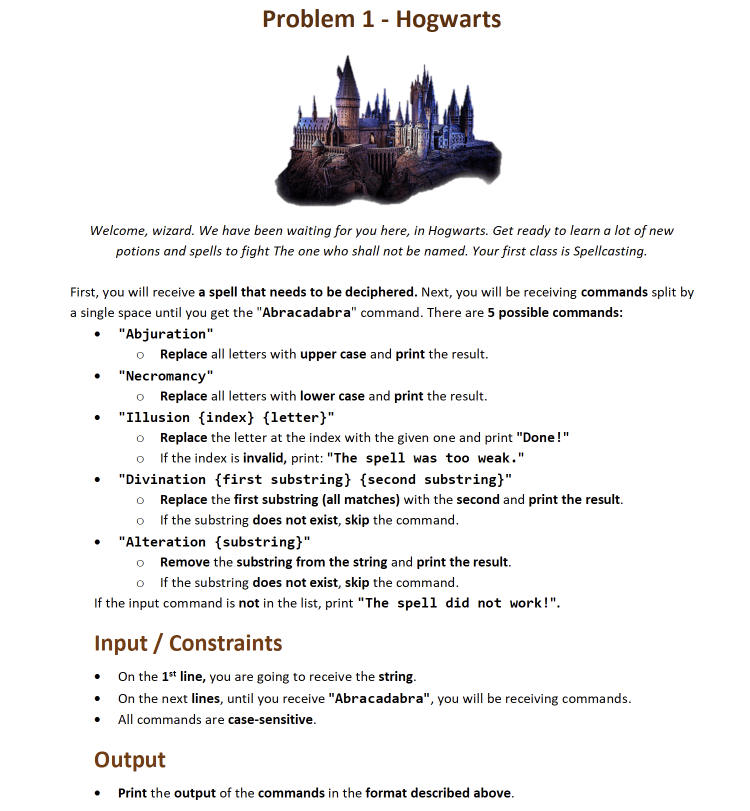 Problem 1 - Hogwarts
Welcome, wizard. We have been waiting for you here, in Hogwarts. Get ready to learn a lot of new
potions and spells to fight The one who shall not be named. Your first class is Spellcasting.
First, you will receive a spell that needs to be deciphered. Next, you will be receiving commands split by
a single space until you get the "Abracadabra" command. There are 5 possible commands:
• "Abjuration"
o Replace all letters with upper case and print the result.
• "Necromancy"
o Replace all letters with lower case and print the result.
• "Illusion {index} {letter}"
o Replace the letter at the index with the given one and print "Done!"
o If the index is invalid, print: "The spell was too weak."
• "Divination {first substring} {second substring}"
o Replace the first substring (all matches) with the second and print the result.
o If the substring does not exist, skip the command.
• "Alteration {substring}"
o Remove the substring from the string and print the result.
o If the substring does not exist, skip the command.
If the input command is not in the list, print "The spell did not work!".
Input / Constraints
• On the 1st line, you are going to receive the string.
• On the next lines, until you receive "Abracadabra", you will be receiving commands.
• All commands are case-sensitive.
Output
• Print the output of the commands in the format described above.